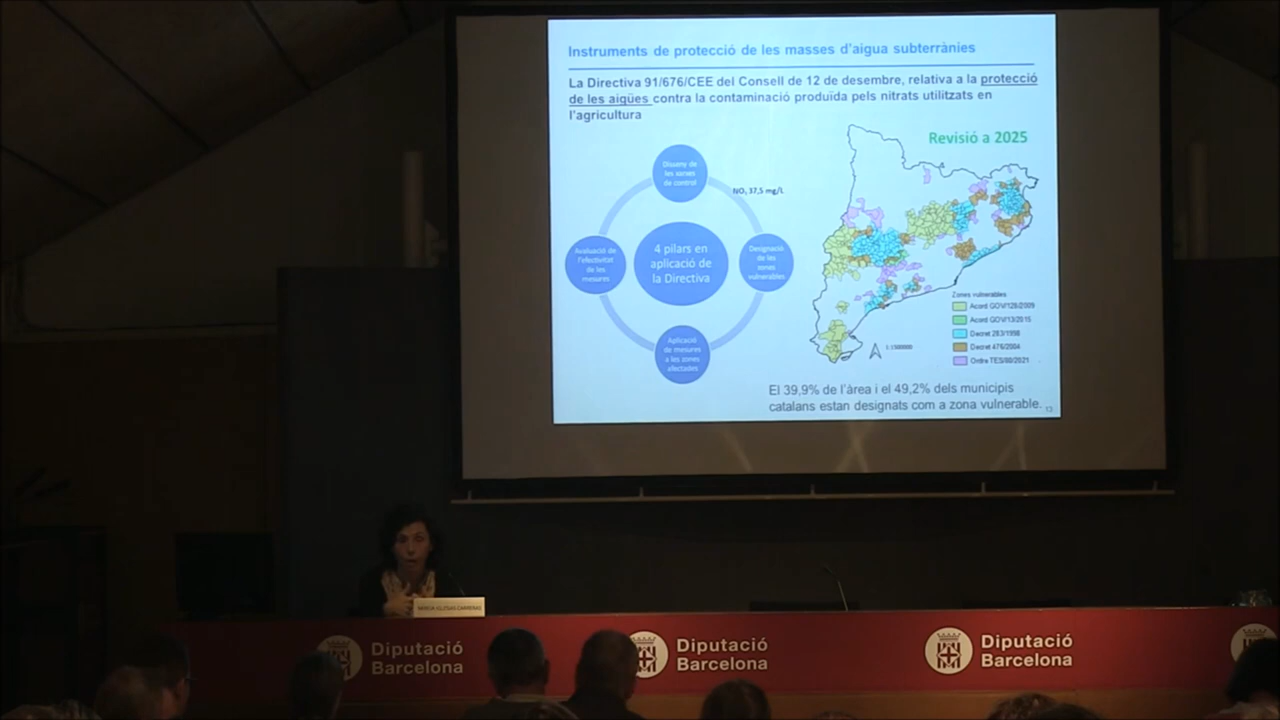 Instruments de protecció de les masses d'aigua subterrànies
La Directiva 91/676/CEE del Consell de 12 de desembre, relativa a la protecció
de les aigües contra la contaminació produïda pels nitrats utilitzats en
l'agricultura
Revisió a 2025
Disseny de
les xarxes
de control
NO₃ 37,5 mg/L
Avaluació de
l'efectivitat
de les
mesures
4 pilars en
aplicació de
la Directiva
Designació
de les
zones
vulnerables
Aplicació
de mesures
a les zones
afectades
Zones vulnerables
Acord GOV/128/2009
Acord GOV/13/2015
Decret 283/1998
Decret 476/2004
Ordre TES/80/2021
El 39,9% de l'àrea i el 49,2% dels municipis
catalans estan designats com a zona vulnerable.
13
MIREIA IGLESIAS CARRERAS
Diputació
Barcelona
Diputació
Barcelona
Diputació
Barcelona